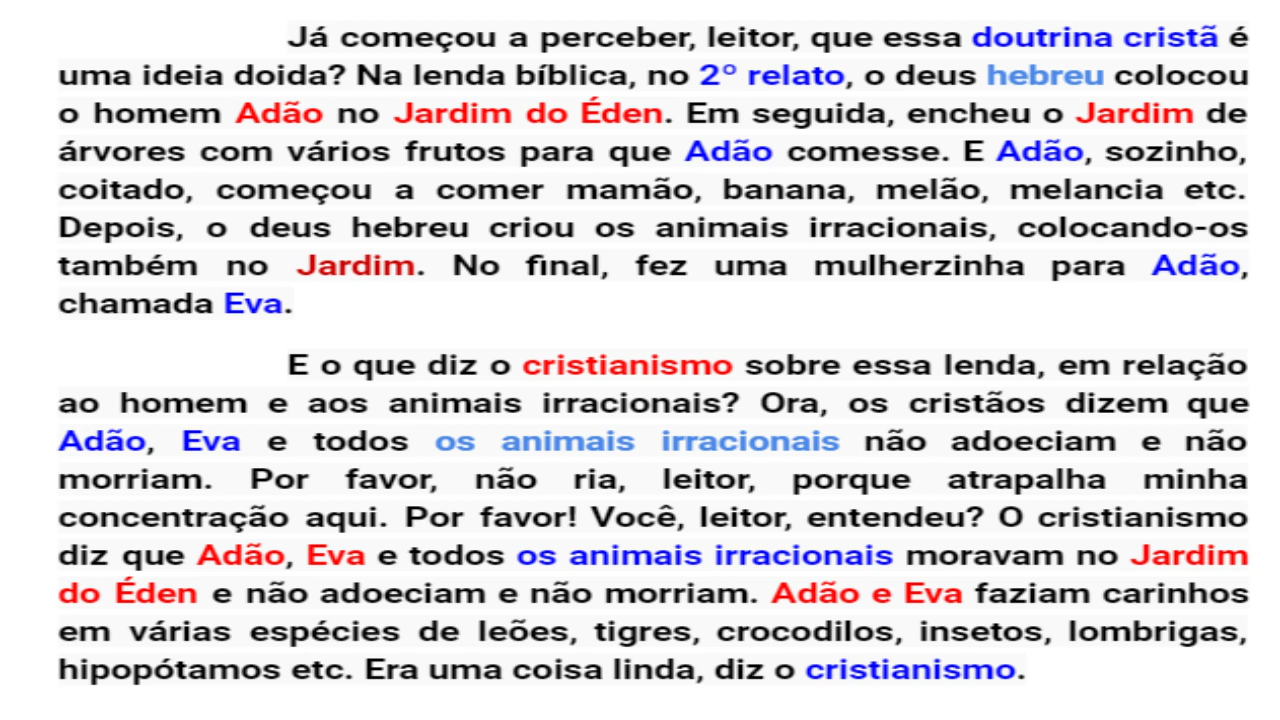 Já começou a perceber, leitor, que essa doutrina cristã é
uma ideia doida? Na lenda bíblica, no 2º relato, o deus hebreu colocou
o homem Adão no Jardim do Éden. Em seguida, encheu o Jardim de
árvores com vários frutos para que Adão comesse. E Adão, sozinho,
coitado, começou a comer mamão, banana, melão, melancia etc.
Depois, o deus hebreu criou os animais irracionais, colocando-os
também no Jardim. No final, fez uma mulherzinha para Adão,
chamada Eva.
E o que diz o cristianismo sobre essa lenda, em relação
ao homem e aos animais irracionais? Ora, os cristãos dizem que
Adão, Eva e todos os animais irracionais não adoeciam e não
morriam. Por favor, não ria, leitor, porque atrapalha minha
concentração aqui. Por favor! Você, leitor, entendeu? O cristianismo
diz que Adão, Eva e todos os animais irracionais moravam no Jardim
do Éden e não adoeciam e não morriam. Adão e Eva faziam carinhos
em várias espécies de leões, tigres, crocodilos, insetos, lombrigas,
hipopótamos etc. Era uma coisa linda, diz o cristianismo.